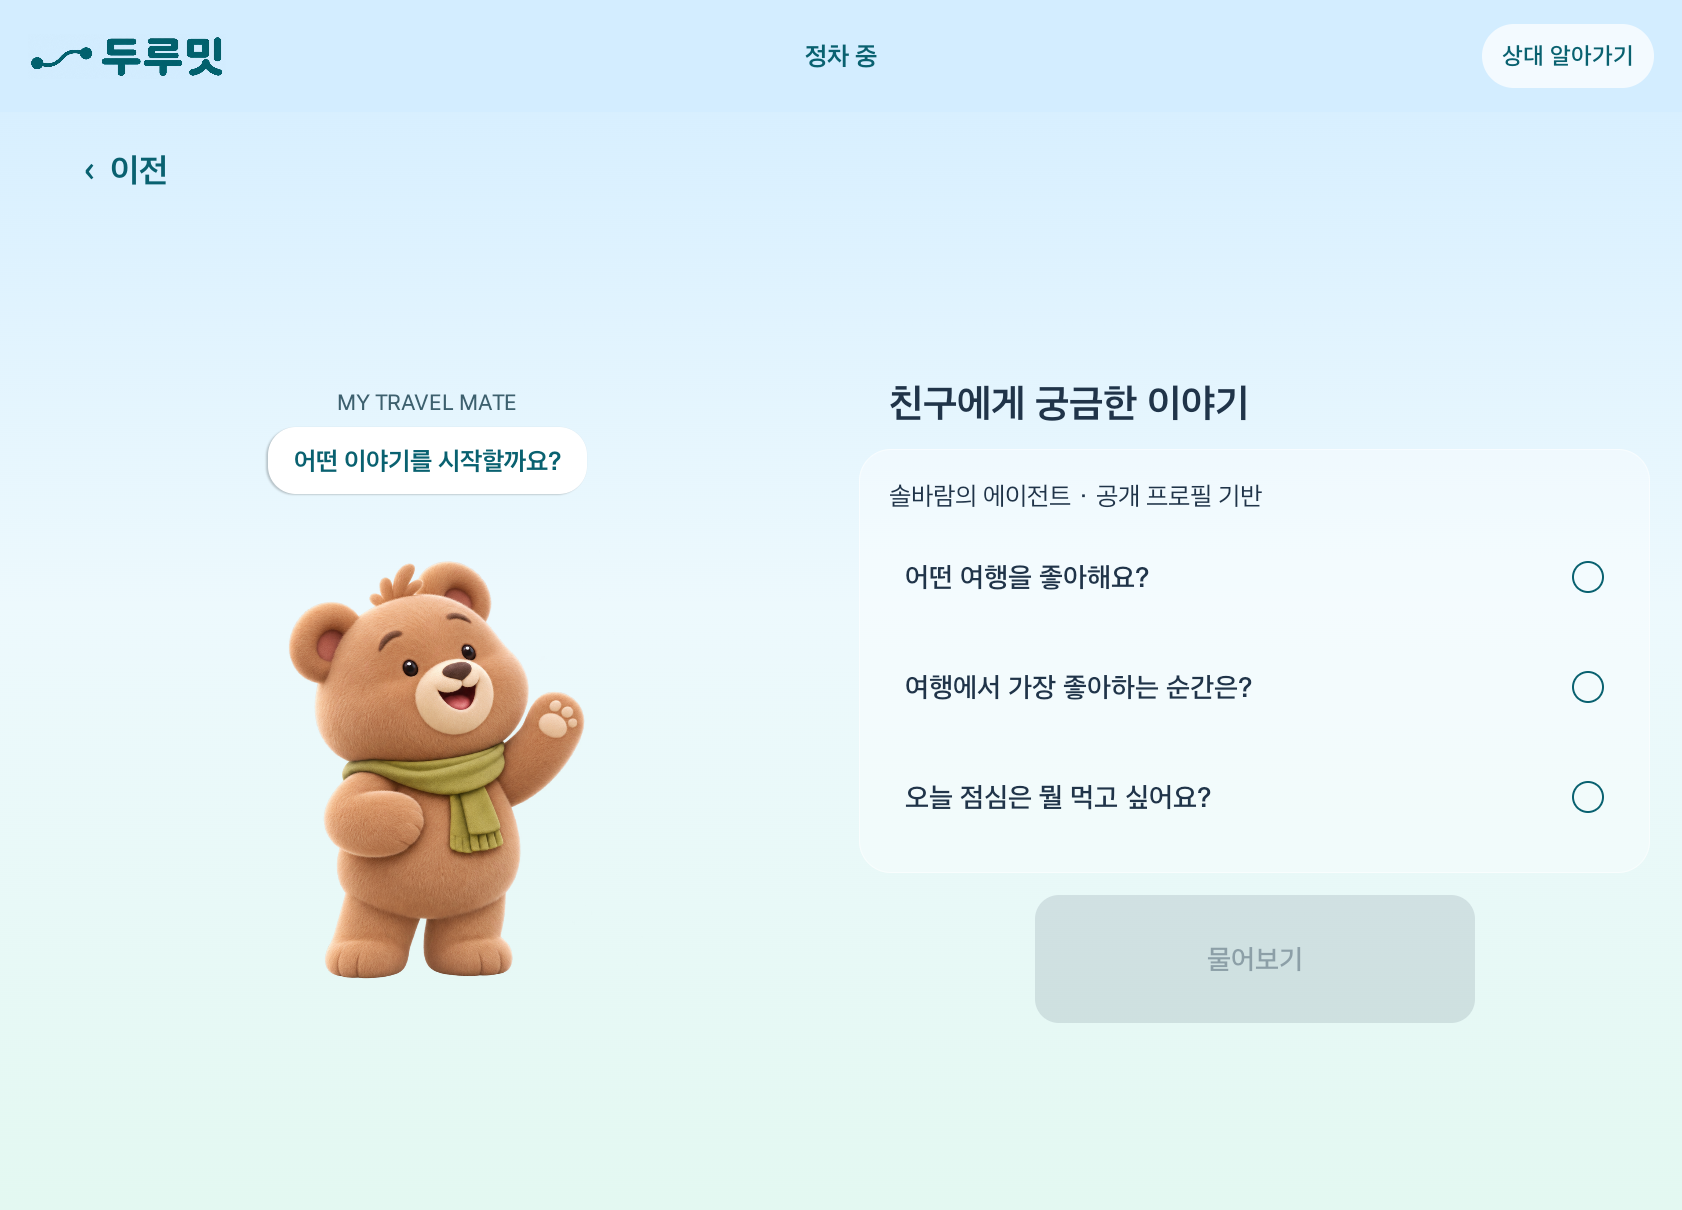 두루밋
정차 중
상대 알아가기
‹ 이전
MY TRAVEL MATE
어떤 이야기를 시작할까요?
친구에게 궁금한 이야기
솔바람의 에이전트 · 공개 프로필 기반
어떤 여행을 좋아해요?
여행에서 가장 좋아하는 순간은?
오늘 점심은 뭘 먹고 싶어요?
물어보기